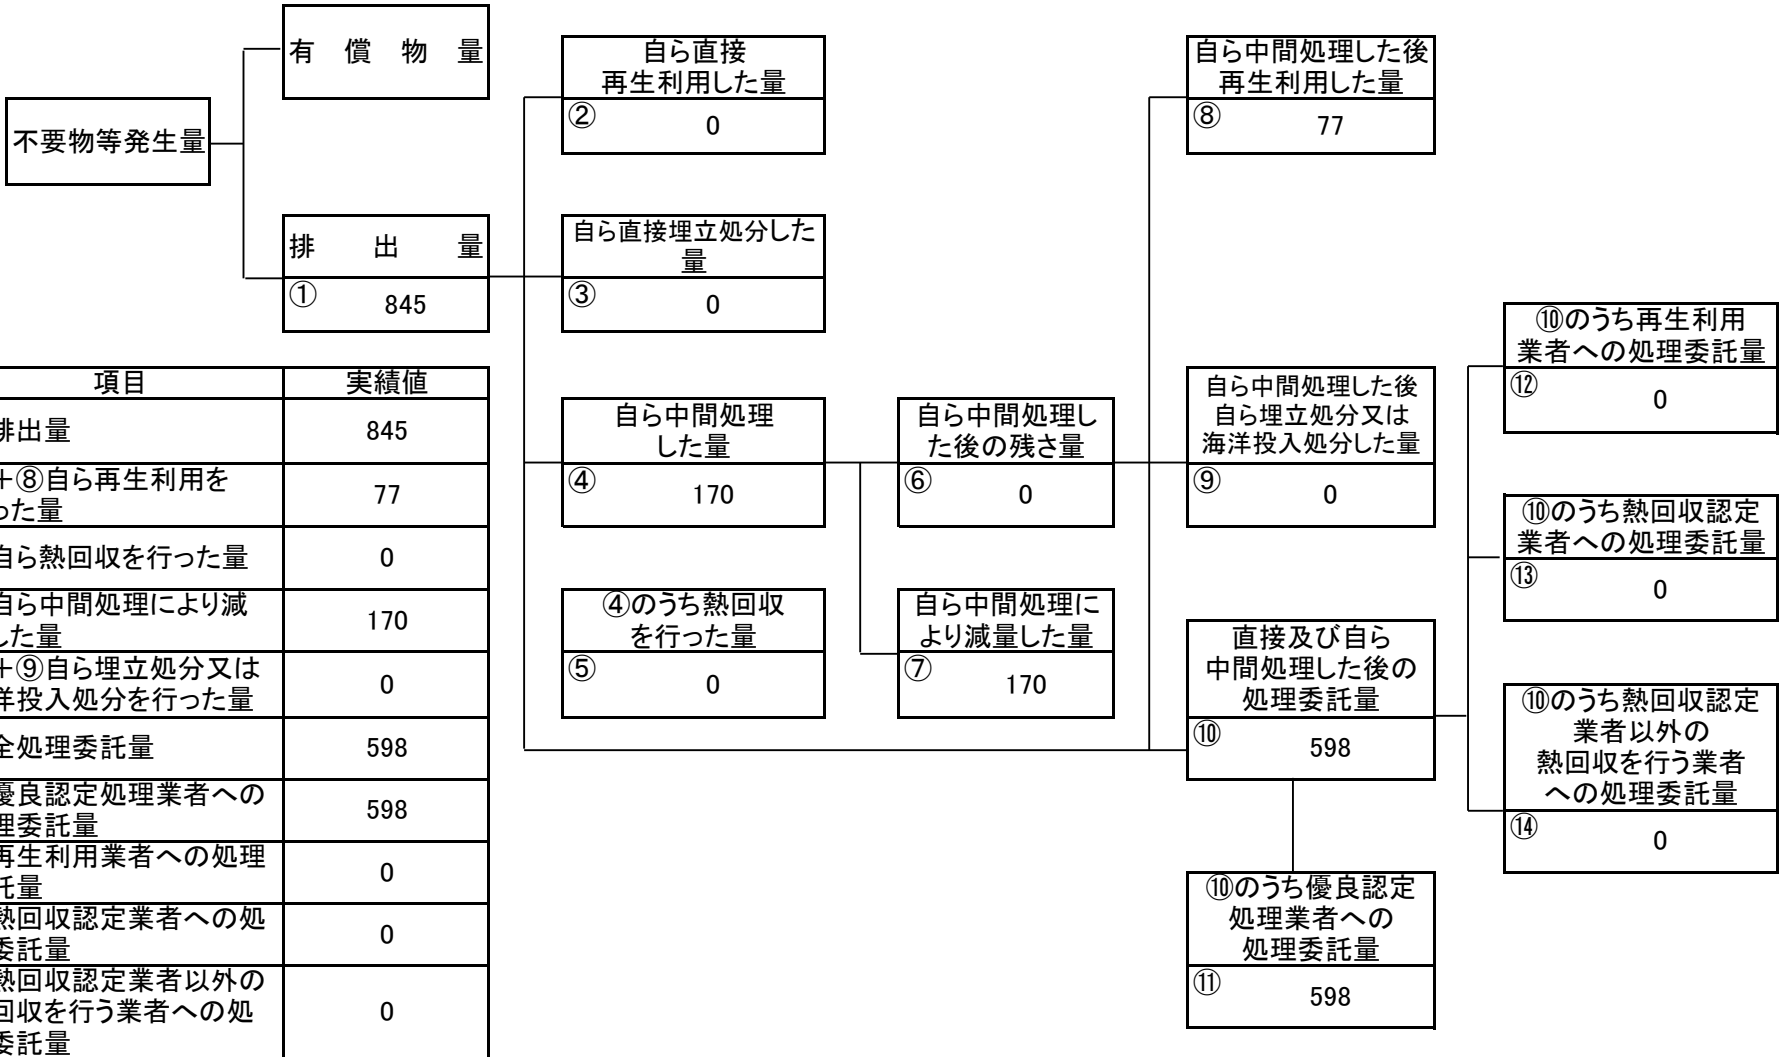 有償物量
不要物等発生量
排出量
①
845
自ら直接
再生利用した量
②
0
自ら直接埋立処分した
量
③
0
自ら中間処理
した量
④
170
④のうち熱回収
を行った量
⑤
0
自ら中間処理し
た後の残さ量
⑥
0
自ら中間処理に
より減量した量
⑦
170
自ら中間処理した後
再生利用した量
⑧
77
自ら中間処理した後
自ら埋立処分又は
海洋投入処分した量
⑨
0
直接及び自ら
中間処理した後の
処理委託量
⑩
598
⑩のうち優良認定
処理業者への
処理委託量
⑪
598
⑩のうち再生利用
業者への処理委託量
⑫
0
⑩のうち熱回収認定
業者への処理委託量
⑬
0
⑩のうち熱回収認定
業者以外の
熱回収を行う業者
への処理委託量
⑭
0
項目 実績値
排出量 845
+⑧自ら再生利用を
った量
77
自ら熱回収を行った量 0
自ら中間処理により減
した量
170
+⑨自ら埋立処分又は
洋投入処分を行った量
0
全処理委託量 598
優良認定処理業者への
理委託量
598
再生利用業者への処理
託量
0
熱回収認定業者への処
委託量
0
熱回収認定業者以外の
回収を行う業者への処
委託量
0